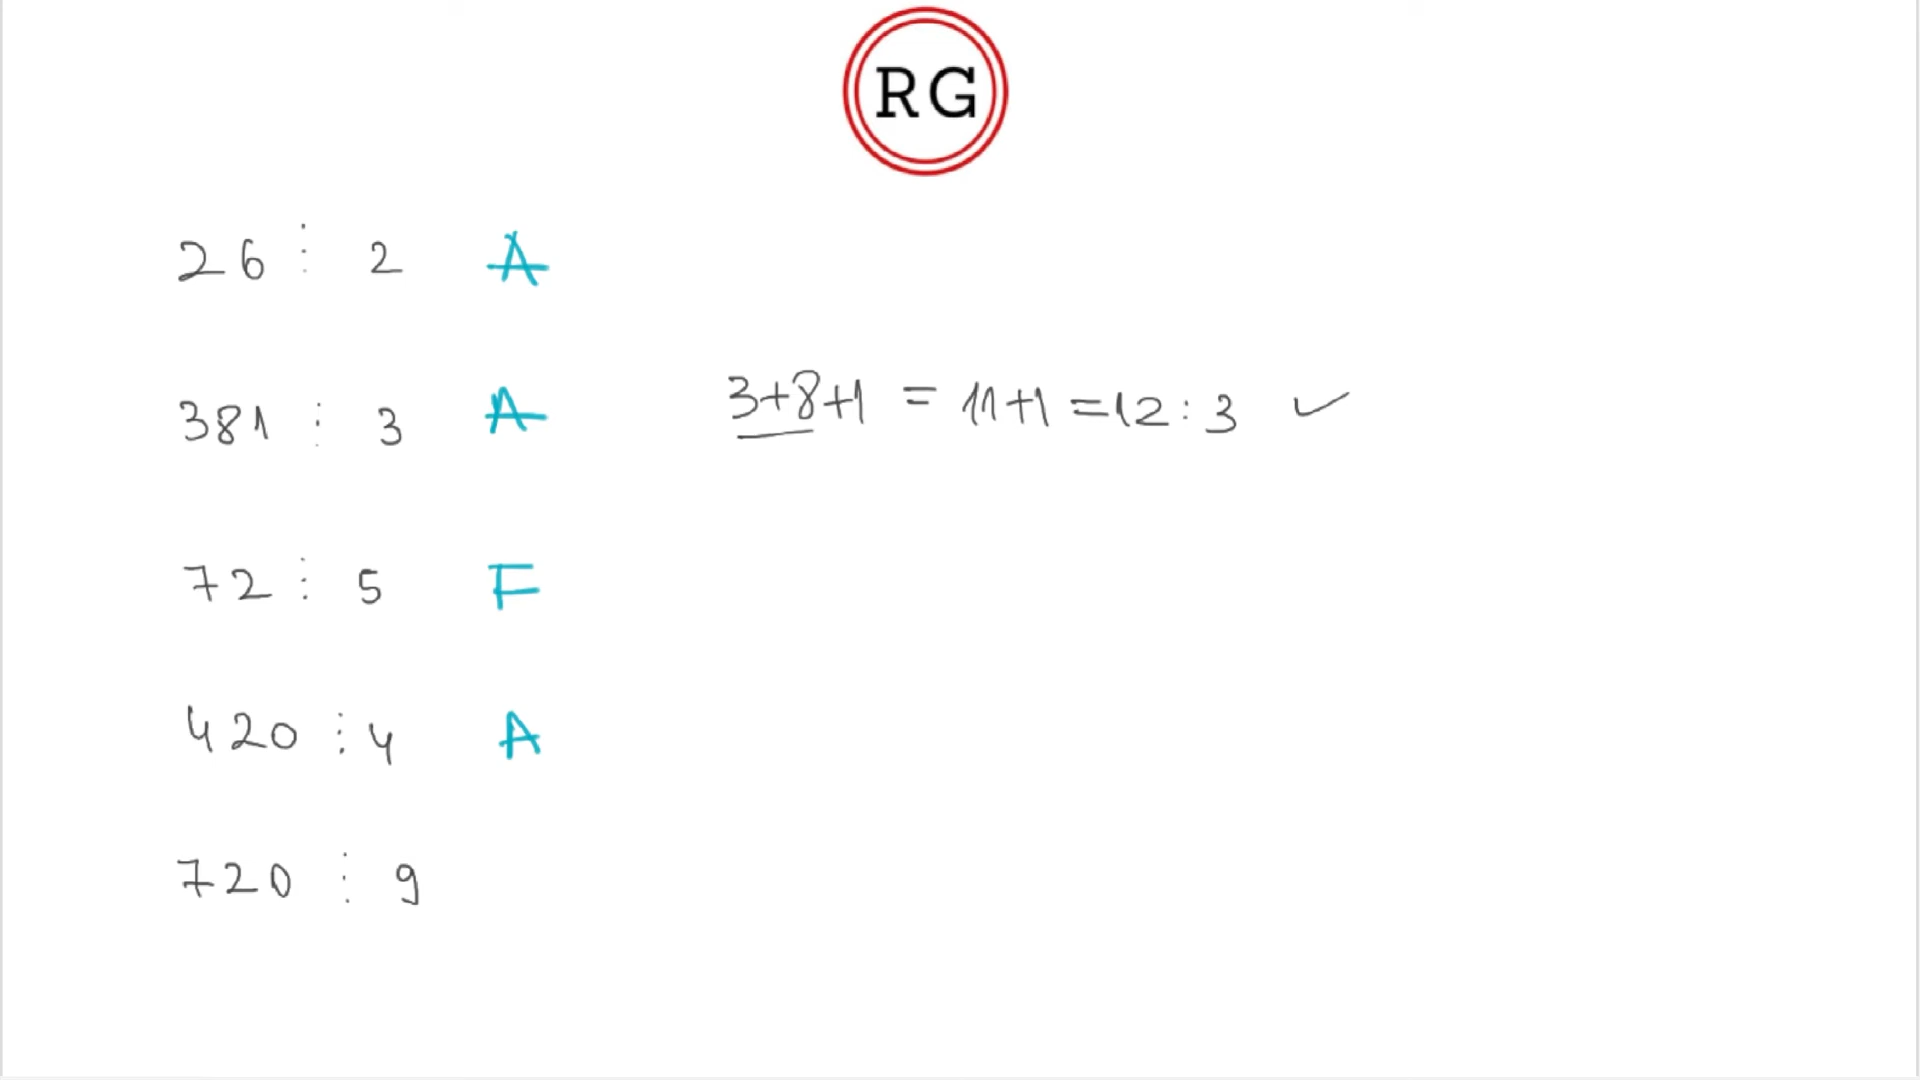 RG
26 ⋮ 2 A
381 ⋮ 3 A 3+8+1 = 11+1 =12:3 ✓
72 ⋮ 5 F
420 ⋮ 4 A
720 ⋮ 9